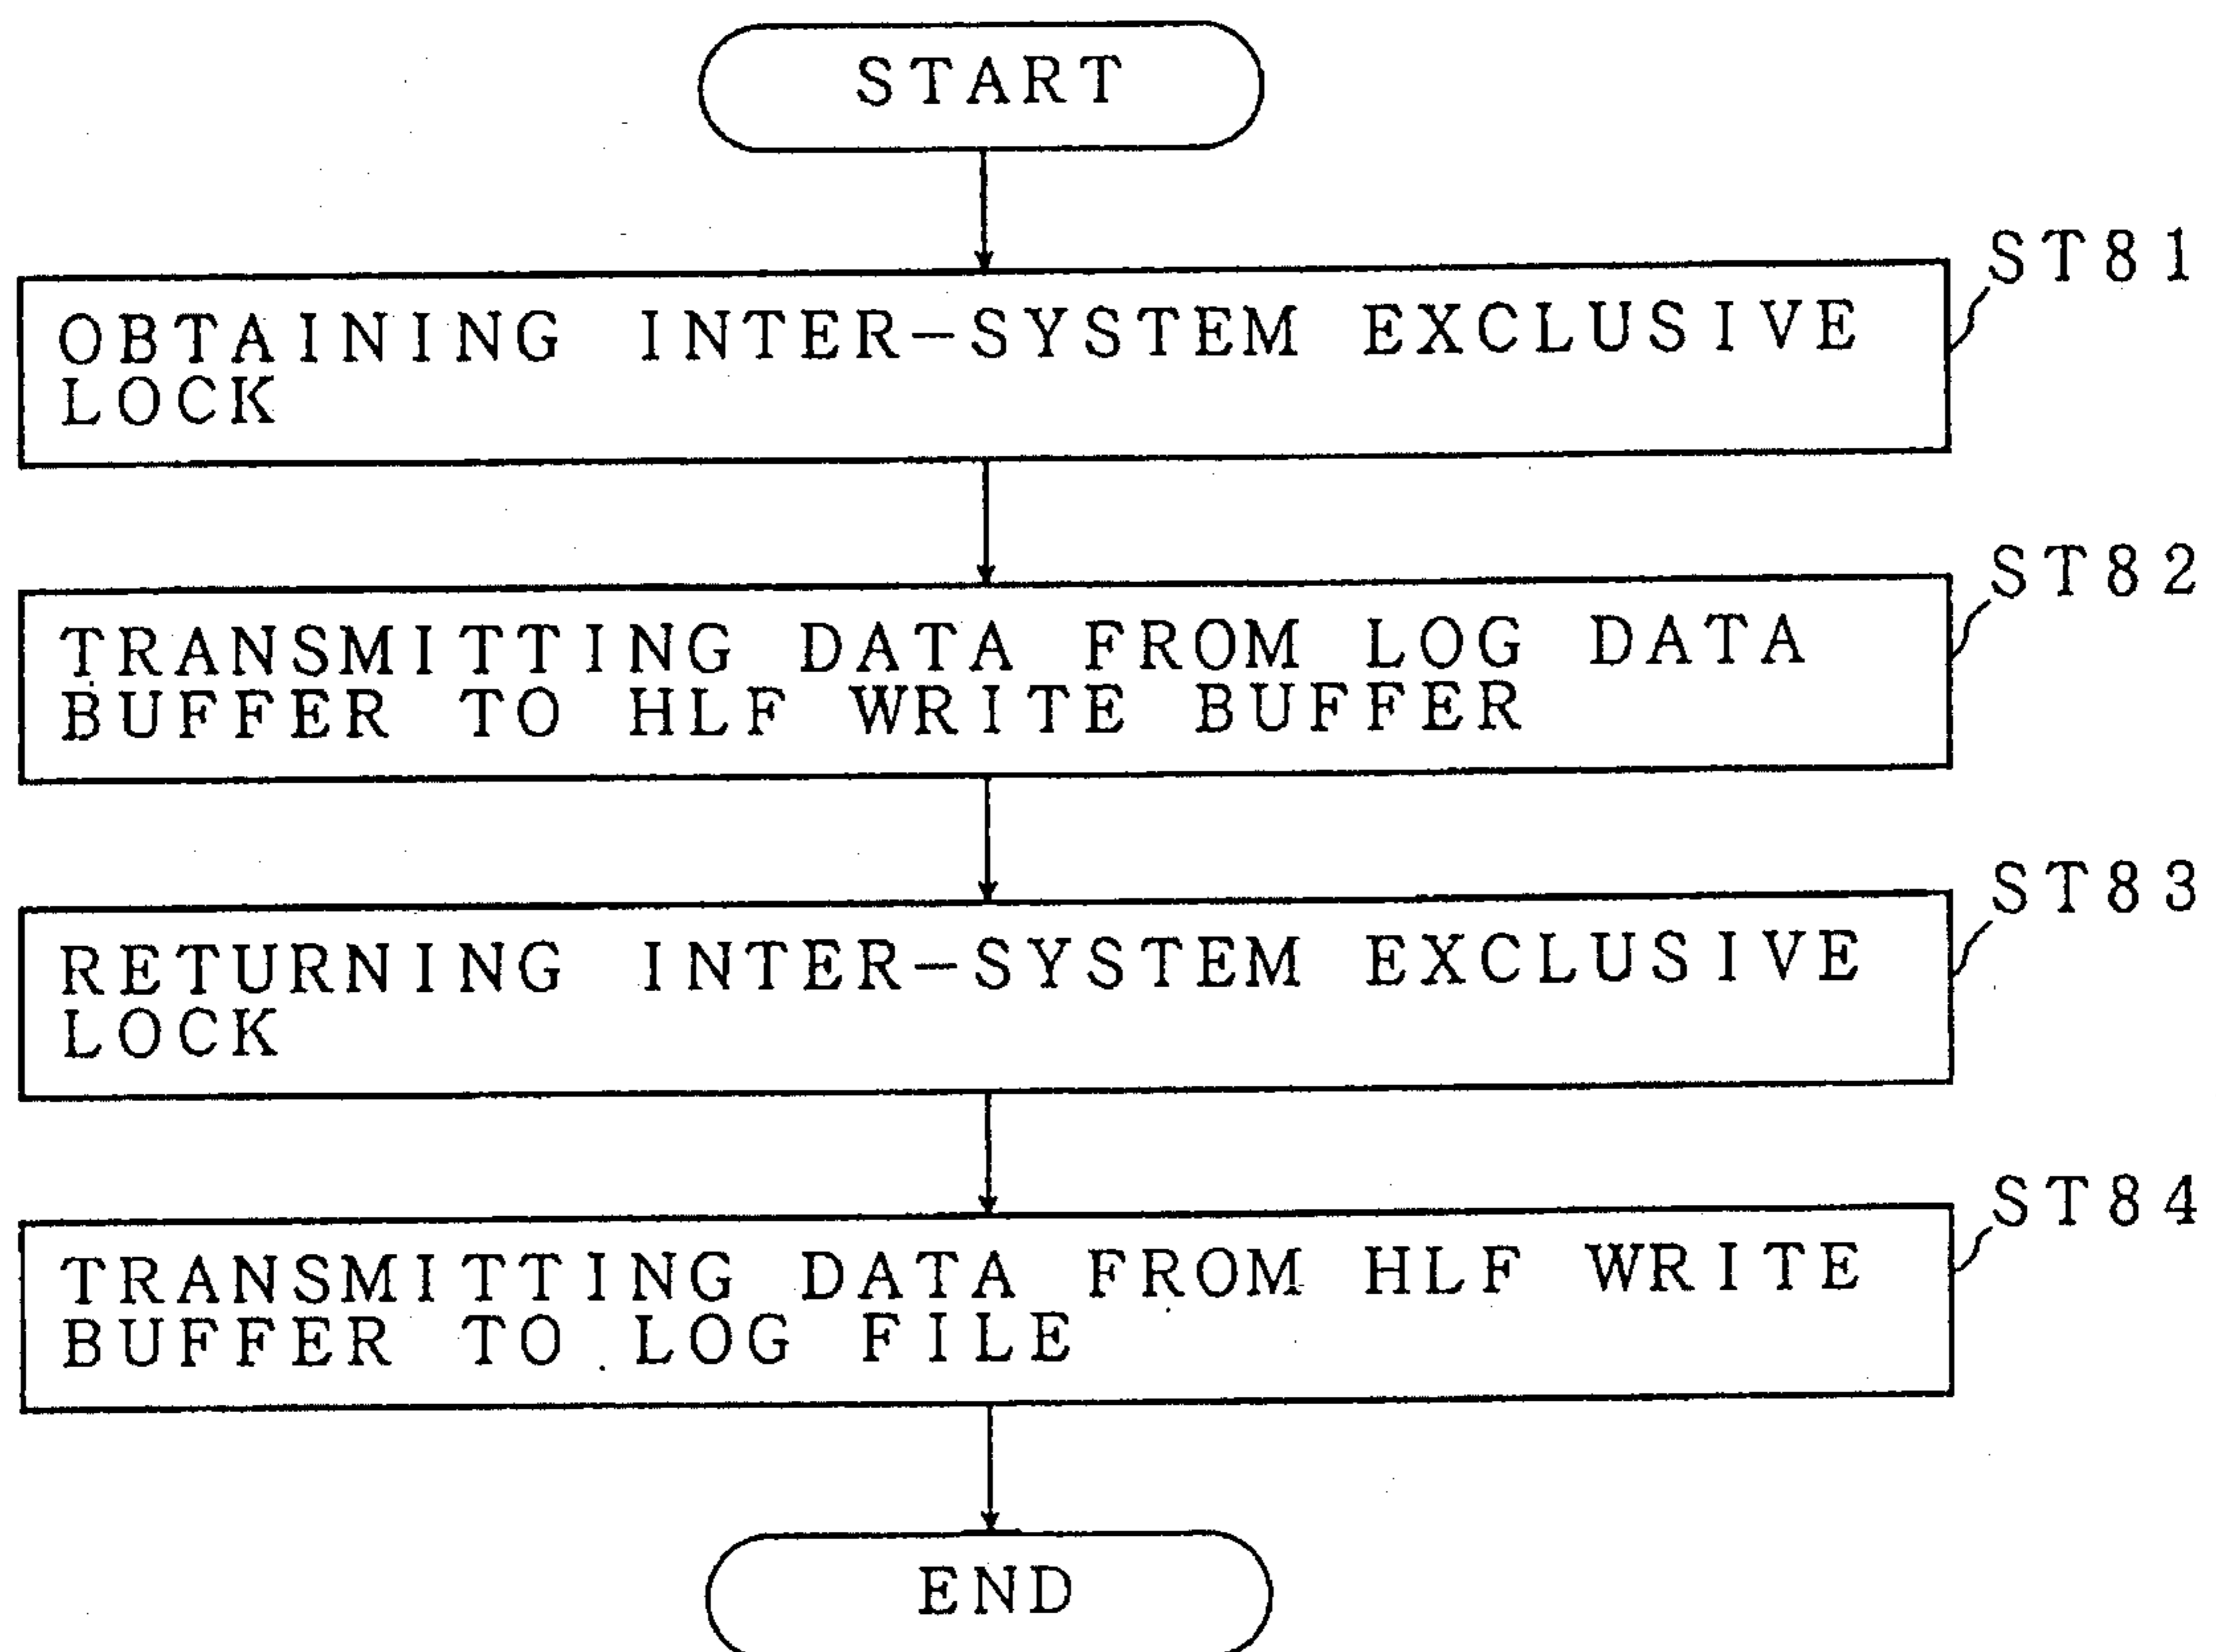 START
ST81
OBTAINING INTER-SYSTEM EXCLUSIVE
LOCK
ST82
TRANSMITTING DATA FROM LOG DATA
BUFFER TO HLF WRITE BUFFER
ST83
RETURNING INTER-SYSTEM EXCLUSIVE
LOCK
ST84
TRANSMITTING DATA FROM HLF WRITE
BUFFER TO LOG FILE
END